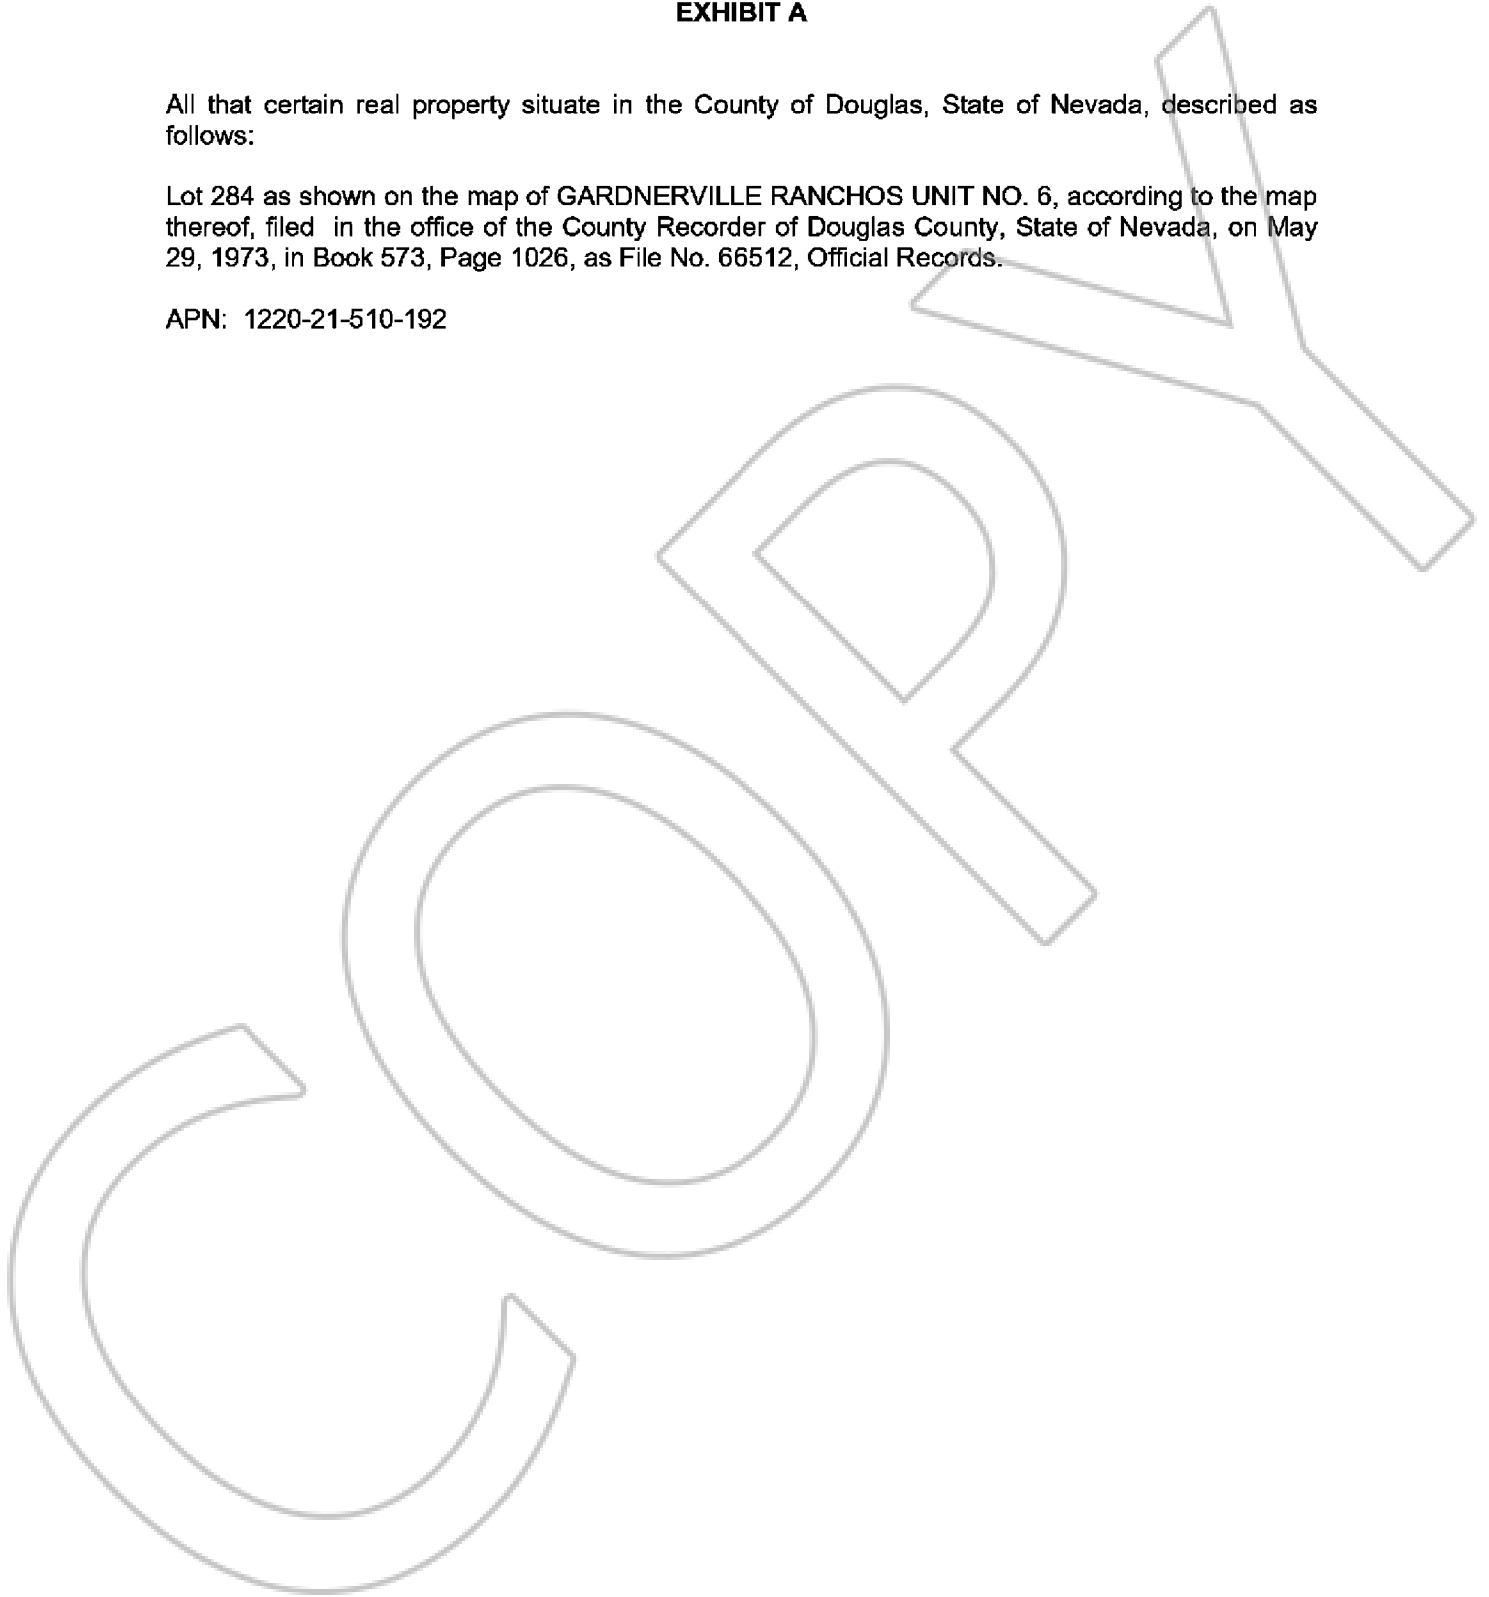 EXHIBIT A
All that certain real property situate in the County of Douglas, State of Nevada, described as
follows:
Lot 284 as shown on the map of GARDNERVILLE RANCHOS UNIT NO. 6, according to the map
thereof, filed  in the office of the County Recorder of Douglas County, State of Nevada, on May
29, 1973, in Book 573, Page 1026, as File No. 66512, Official Records.
APN:  1220-21-510-192
COPY